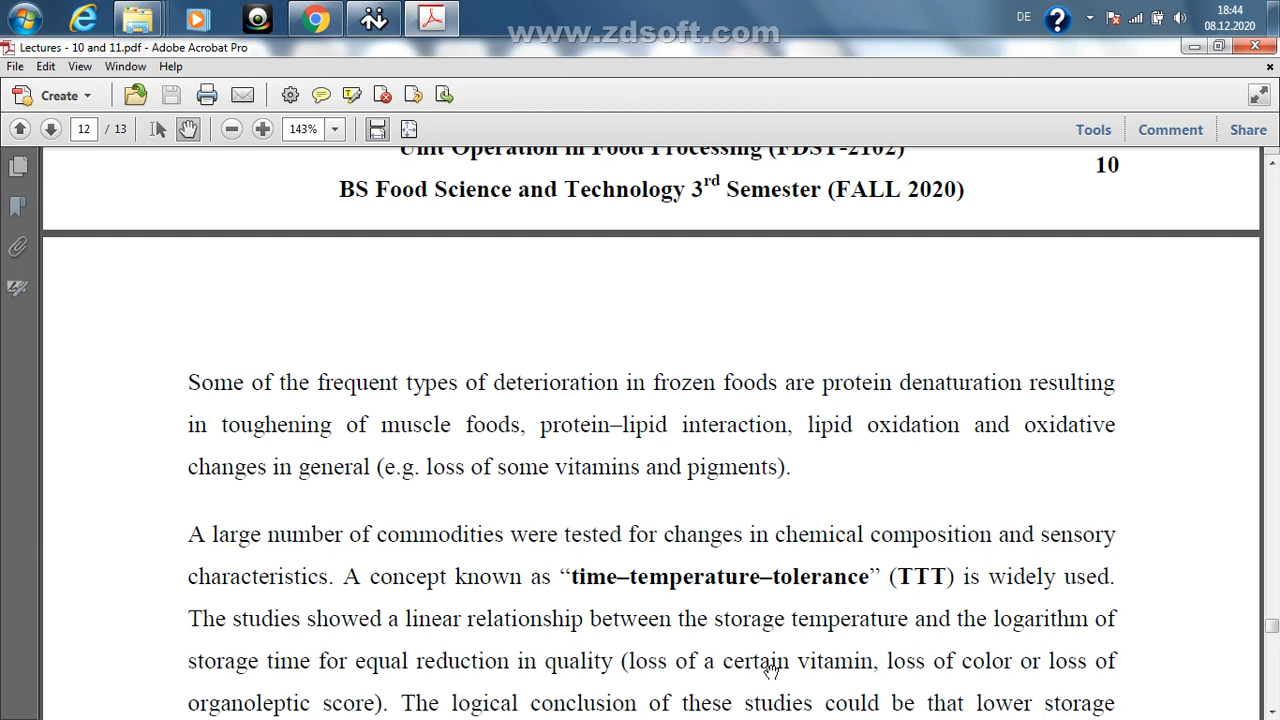 www.zdsoft.com
DE
18:44
08.12.2020
Lectures - 10 and 11.pdf - Adobe Acrobat Pro
File Edit View Window Help
Create
12 / 13 143% Tools Comment Share
Unit Operation in Food Processing (FDST-2102)
10
BS Food Science and Technology 3rd Semester (FALL 2020)
Some of the frequent types of deterioration in frozen foods are protein denaturation resulting
in toughening of muscle foods, protein–lipid interaction, lipid oxidation and oxidative
changes in general (e.g. loss of some vitamins and pigments).
A large number of commodities were tested for changes in chemical composition and sensory
characteristics. A concept known as “time–temperature–tolerance” (TTT) is widely used.
The studies showed a linear relationship between the storage temperature and the logarithm of
storage time for equal reduction in quality (loss of a certain vitamin, loss of color or loss of
organoleptic score). The logical conclusion of these studies could be that lower storage